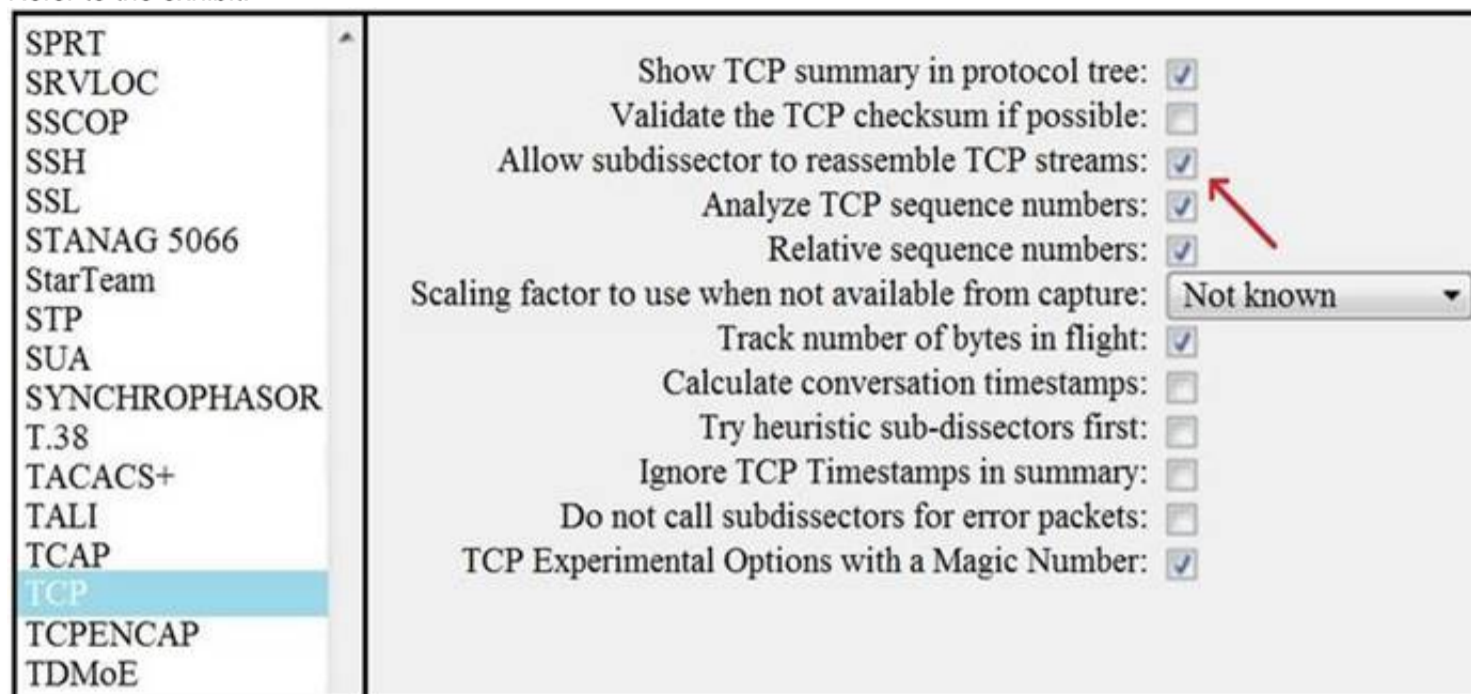 SPRT
SRVLOC
SSCOP
SSH
SSL
STANAG 5066
StarTeam
STP
SUA
SYNCHROPHASOR
T.38
TACACS+
TALI
TCAP
TCP
TCPENCAP
TDMoE
Show TCP summary in protocol tree:
Validate the TCP checksum if possible:
Allow subdissector to reassemble TCP streams:
Analyze TCP sequence numbers:
Relative sequence numbers:
Scaling factor to use when not available from capture: Not known
Track number of bytes in flight:
Calculate conversation timestamps:
Try heuristic sub-dissectors first:
Ignore TCP Timestamps in summary:
Do not call subdissectors for error packets:
TCP Experimental Options with a Magic Number: